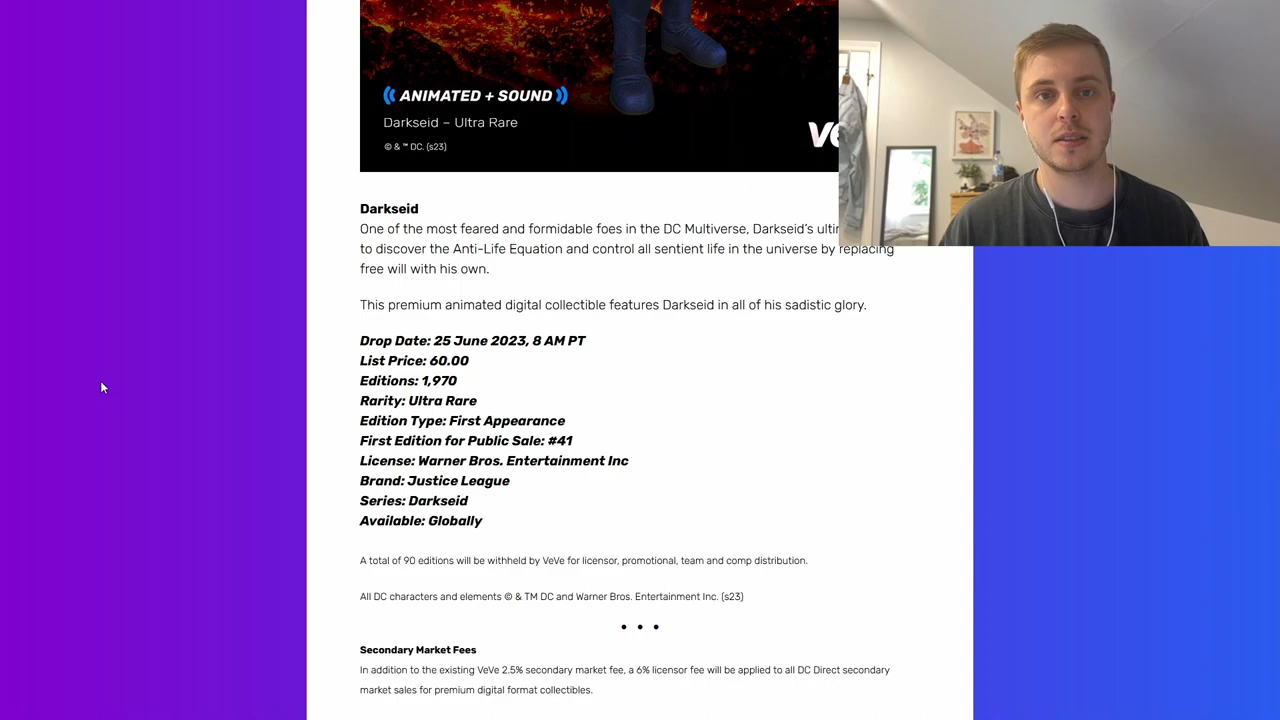 ANIMATED + SOUND
Darkseid – Ultra Rare
© & ™ DC. (s23)
Darkseid
One of the most feared and formidable foes in the DC Multiverse, Darkseid's
to discover the Anti-Life Equation and control all sentient life in the universe by replacing
free will with his own.
This premium animated digital collectible features Darkseid in all of his sadistic glory.
Drop Date: 25 June 2023, 8 AM PT
List Price: 60.00
Editions: 1,970
Rarity: Ultra Rare
Edition Type: First Appearance
First Edition for Public Sale: #41
License: Warner Bros. Entertainment Inc
Brand: Justice League
Series: Darkseid
Available: Globally
A total of 90 editions will be withheld by VeVe for licensor, promotional, team and comp distribution.
All DC characters and elements © & TM DC and Warner Bros. Entertainment Inc. (s23)
• • •
Secondary Market Fees
In addition to the existing VeVe 2.5% secondary market fee, a 6% licensor fee will be applied to all DC Direct secondary
market sales for premium digital format collectibles.